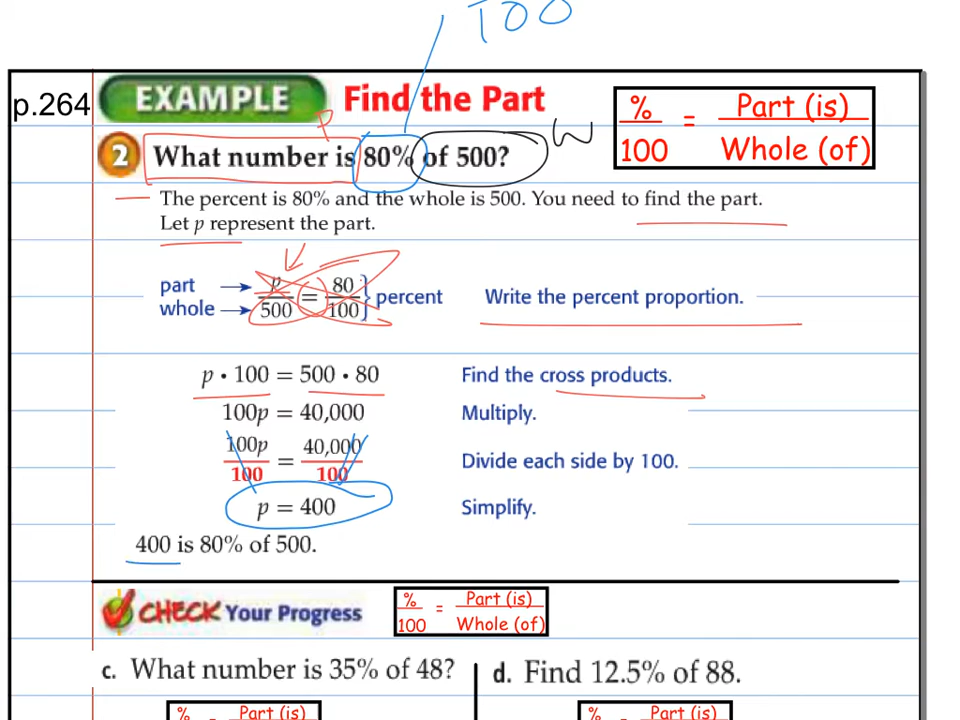 100
p.264 EXAMPLE Find the Part
% / 100 = Part (is) / Whole (of)
P
W
2 What number is 80% of 500?
The percent is 80% and the whole is 500. You need to find the part.
Let p represent the part.
part → p / 500 = 80 / 100 } percent Write the percent proportion.
whole →
p • 100 = 500 • 80 Find the cross products.
100p = 40,000 Multiply.
100p / 100 = 40,000 / 100 Divide each side by 100.
p = 400 Simplify.
400 is 80% of 500.
CHECK Your Progress % / 100 = Part (is) / Whole (of)
c. What number is 35% of 48? d. Find 12.5% of 88.
% = Part (is) % = Part (is)